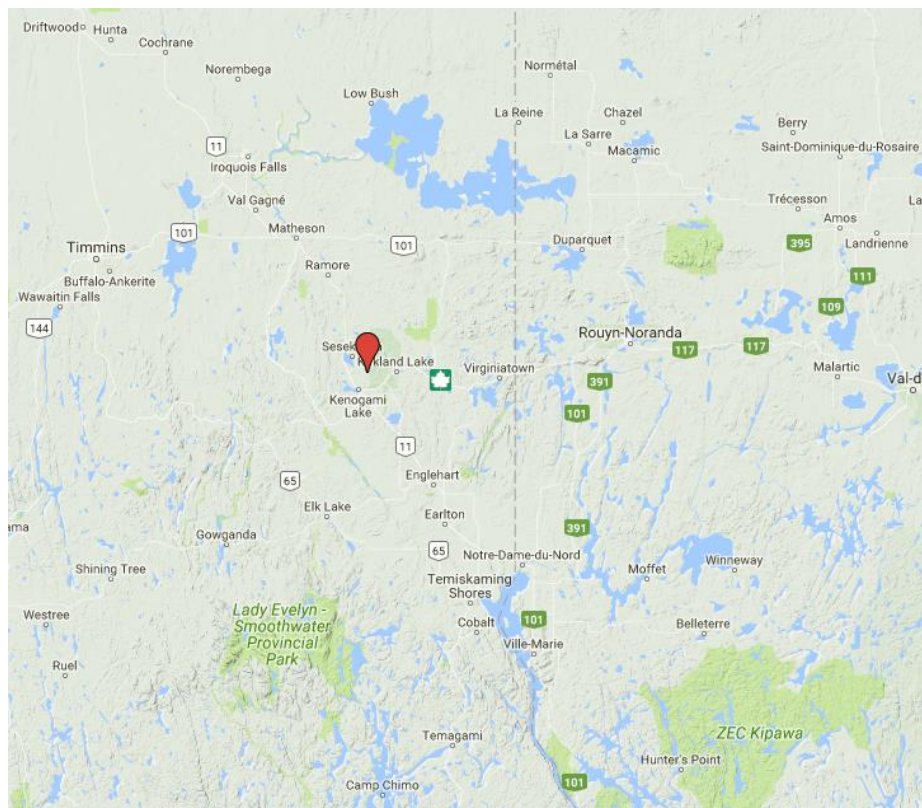 Driftwood
Hunta
Cochrane
Norembega
Normétal
Low Bush
La Reine
Chazel
Berry
La Sarre
Macamic
Saint-Dominique-du-Rosaire
11
Iroquois Falls
Val Gagné
Trécesson
La
Amos
101
Matheson
Timmins
101
Duparquet
395
Landrienne
Buffalo-Ankerite
Ramore
111
Wawaitin Falls
109
144
Rouyn-Noranda
117
117
Kirkland Lake
Virginiatown
Malartic
391
Val-d
Kenogami
Lake
101
11
Englehart
65
Elk Lake
Earlton
ama
391
Gowganda
65
Notre-Dame-du-Nord
Shining Tree
Temiskaming
Shores
Moffet
Winneway
Westree
Lady Evelyn -
Smoothwater
Provincial
Park
Cobalt
101
Belleterre
Ville-Marie
Ruel
Temagami
ZEC Kipawa
Hunter's Point
Camp Chimo
101